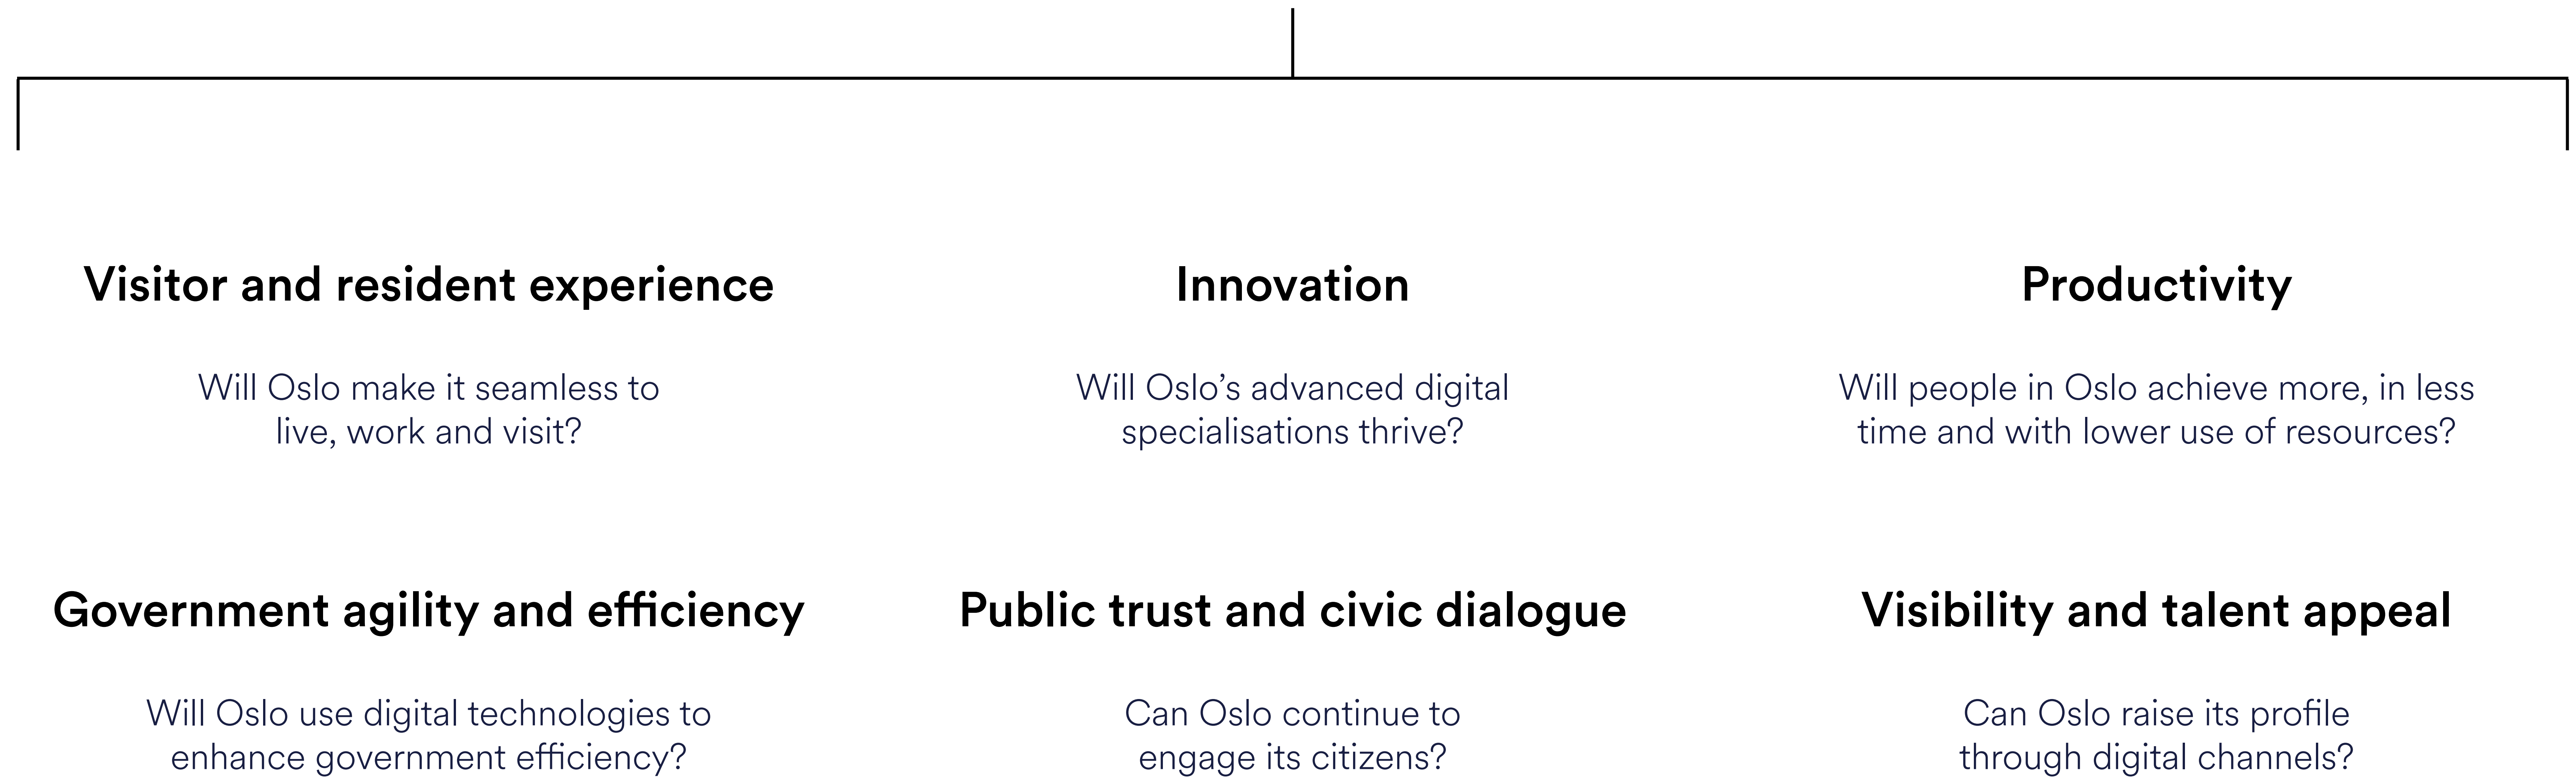 Visitor and resident experience
Will Oslo make it seamless to
live, work and visit?
Innovation
Will Oslo’s advanced digital
specialisations thrive?
Productivity
Will people in Oslo achieve more, in less
time and with lower use of resources?
Government agility and efficiency
Will Oslo use digital technologies to
enhance government efficiency?
Public trust and civic dialogue
Can Oslo continue to
engage its citizens?
Visibility and talent appeal
Can Oslo raise its profile
through digital channels?